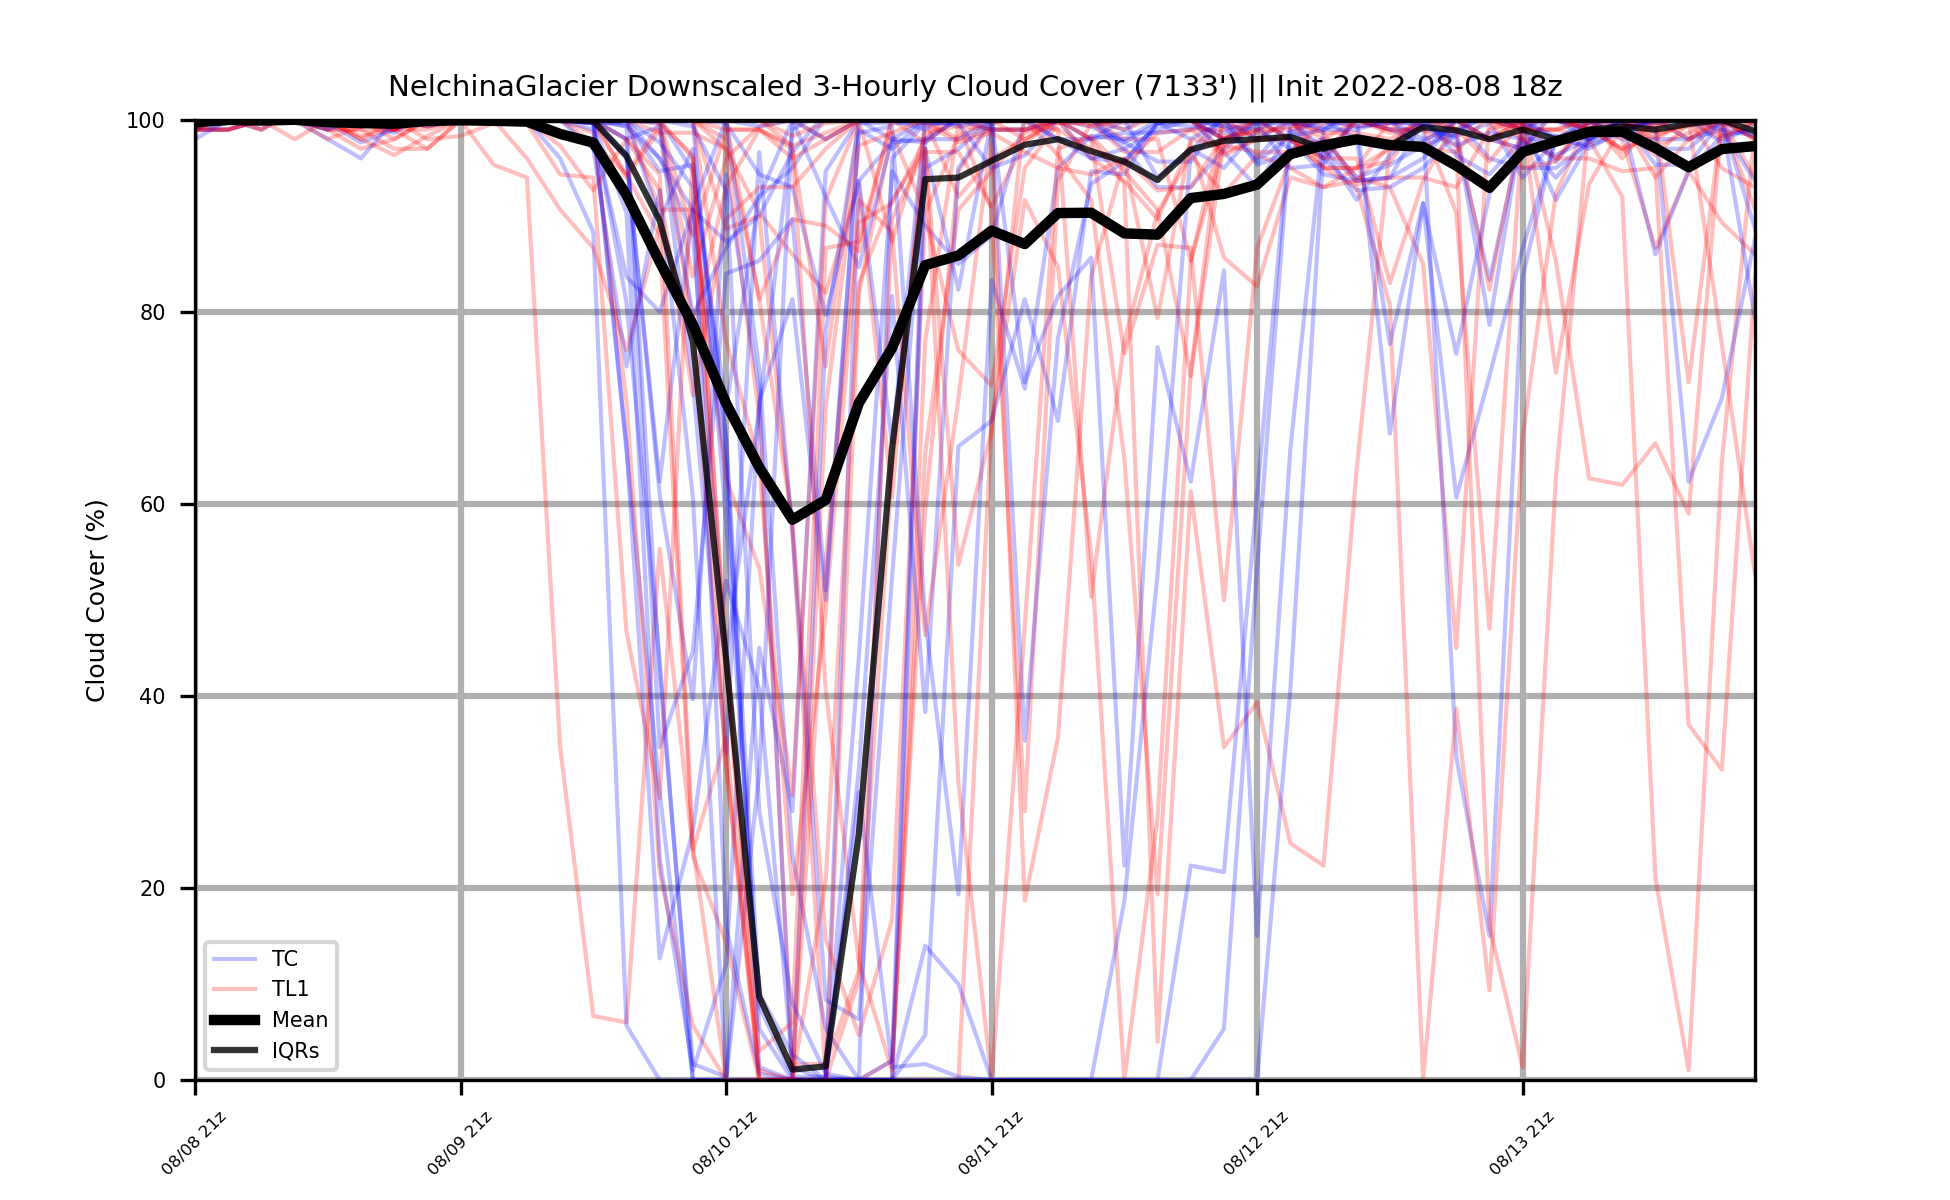 NelchinaGlacier Downscaled 3-Hourly Cloud Cover (7133') || Init 2022-08-08 18z
Cloud Cover (%)
100
80
60
40
20
0
TC
TL1
Mean
IQRs
08/08 21z
08/09 21z
08/10 21z
08/11 21z
08/12 21z
08/13 21z